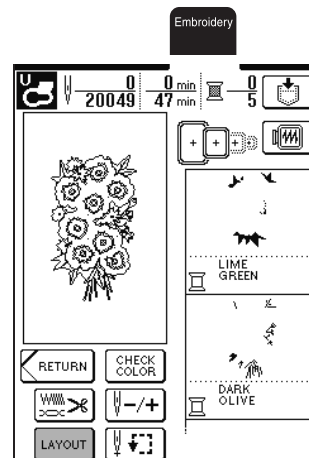 Embroidery
U
0 0 min 0
20049 47 min 5
LIME
GREEN
RETURN CHECK
COLOR
DARK
OLIVE
-/+
LAYOUT